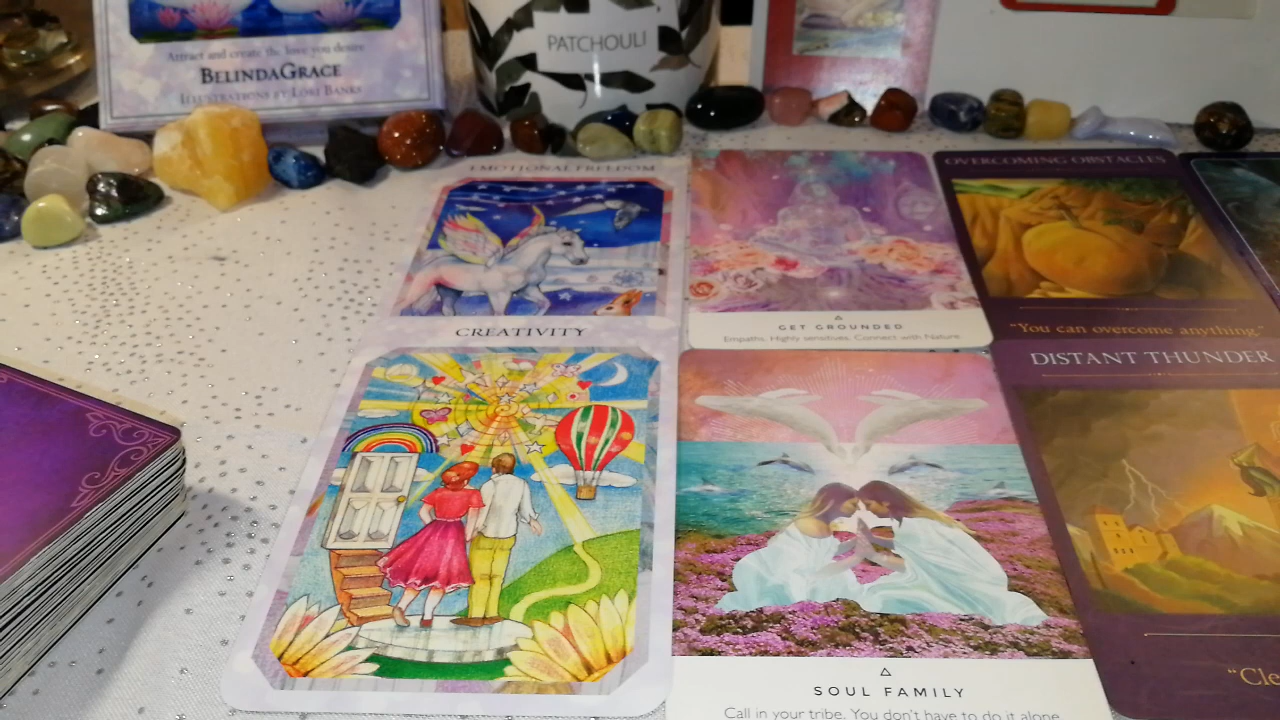 Attract and create the love you desire
BELINDAGRACE
ILLUSTRATIONS BY LORI BANKS
PATCHOULI
EMOTIONAL FREEDOM
CREATIVITY
GET GROUNDED
Empaths, Highly sensitives, Connect with Nature
SOUL FAMILY
Call in your tribe. You don't have to do it alone
OVERCOMING OBSTACLES
"You can overcome anything."
DISTANT THUNDER
"Cle